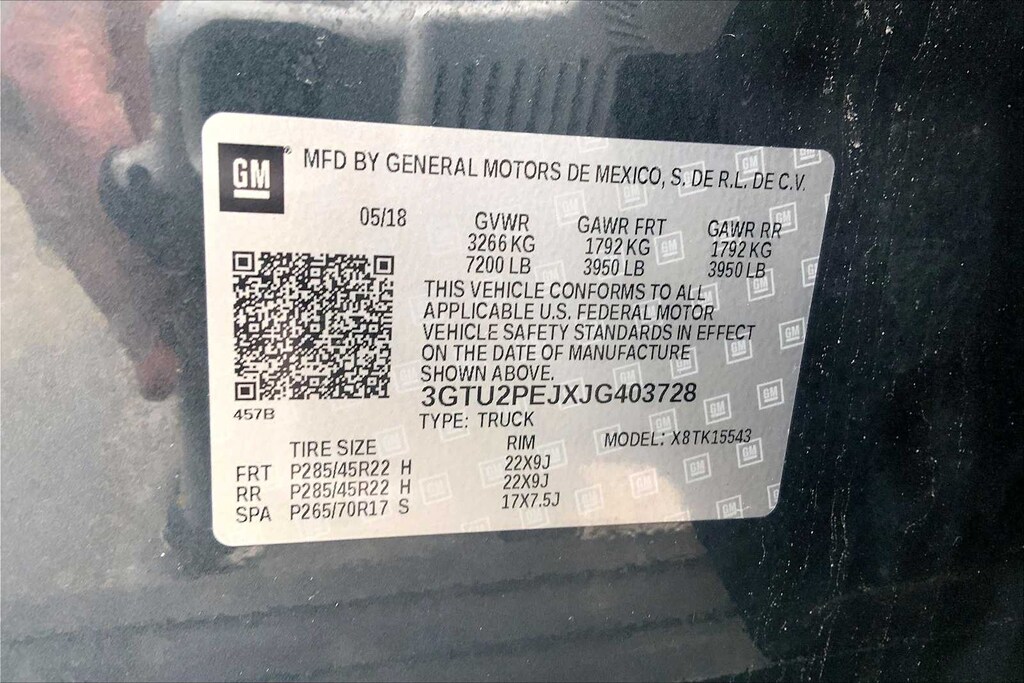 GM® MFD BY GENERAL MOTORS DE MEXICO, S. DE R.L. DE C.V.
05/18 GVWR GAWR FRT GAWR RR
3266 KG 1792 KG 1792 KG
7200 LB 3950 LB 3950 LB
THIS VEHICLE CONFORMS TO ALL
APPLICABLE U.S. FEDERAL MOTOR
VEHICLE SAFETY STANDARDS IN EFFECT
ON THE DATE OF MANUFACTURE
SHOWN ABOVE.
3GTU2PEJXJG403728
457B
TYPE: TRUCK
TIRE SIZE RIM MODEL: X8TK15543
FRT P285/45R22 H 22X9J
RR P285/45R22 H 22X9J
SPA P265/70R17 S 17X7.5J